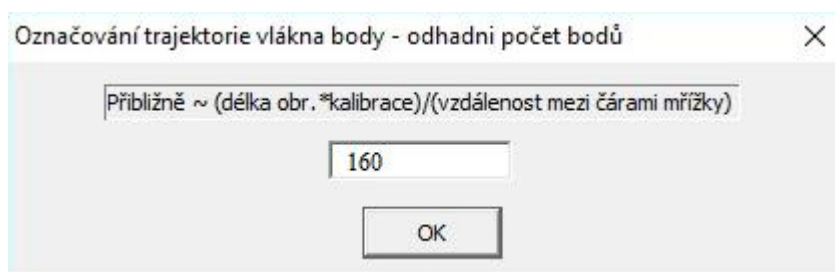 Označování trajektorie vlákna body - odhadni počet bodů
Přibližně ~ (délka obr.*kalibrace)/(vzdálenost mezi čárami mřížky)
160
OK